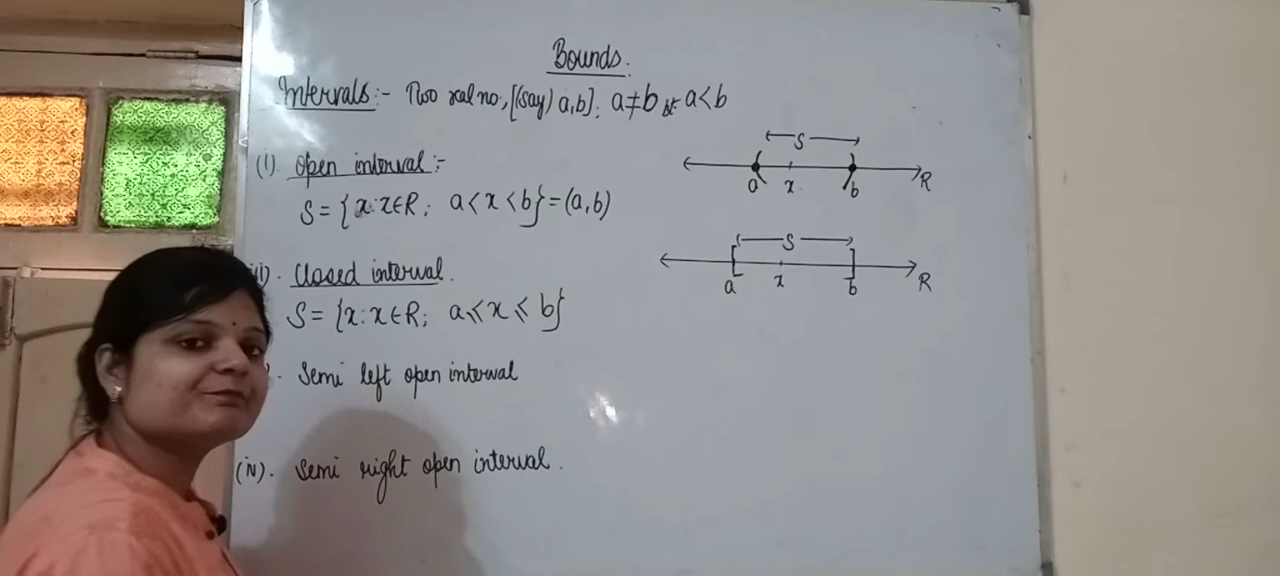 Bounds.
Intervals:- Two real no., [(say) a,b]; a≠b st a<b
(i). Open interval:-
S = {x:x∈R; a<x<b}=(a,b)
S
a x b R
(ii). Closed interval.
S
a x b R
S = {x:x∈R; a⩽x⩽b}
Semi left open interval
(iv). Semi right open interval.